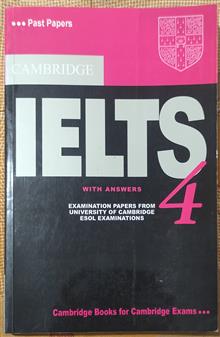 ••• Past Papers
CAMBRIDGE
IELTS
4
WITH ANSWERS
EXAMINATION PAPERS FROM
UNIVERSITY OF CAMBRIDGE
ESOL EXAMINATIONS
Cambridge Books for Cambridge Exams •••